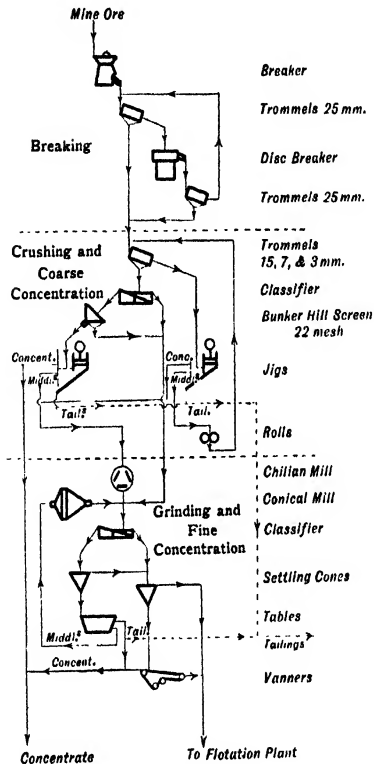 Mine Ore
Breaker
Trommels 25 mm.
Breaking
Disc Breaker
Trommels 25 mm.
Crushing and
Coarse
Concentration
Trommels
15, 7, & 3 mm.
Classifier
Bunker Hill Screen
22 mesh
Concent.
Middl.s
Conc.
Middl.s
Jigs
Tail.s
Tail.
Rolls
Chilian Mill
Conical Mill
Grinding and
Fine
Concentration
Classifier
Settling Cones
Tables
Middl.s
Tail.
Tailings
Concent.
Vanners
Concentrate
To Flotation Plant